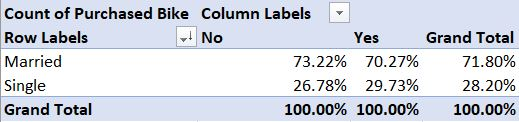 Count of Purchased Bike Column Labels
Row Labels No Yes Grand Total
Married 73.22% 70.27% 71.80%
Single 26.78% 29.73% 28.20%
Grand Total 100.00% 100.00% 100.00%